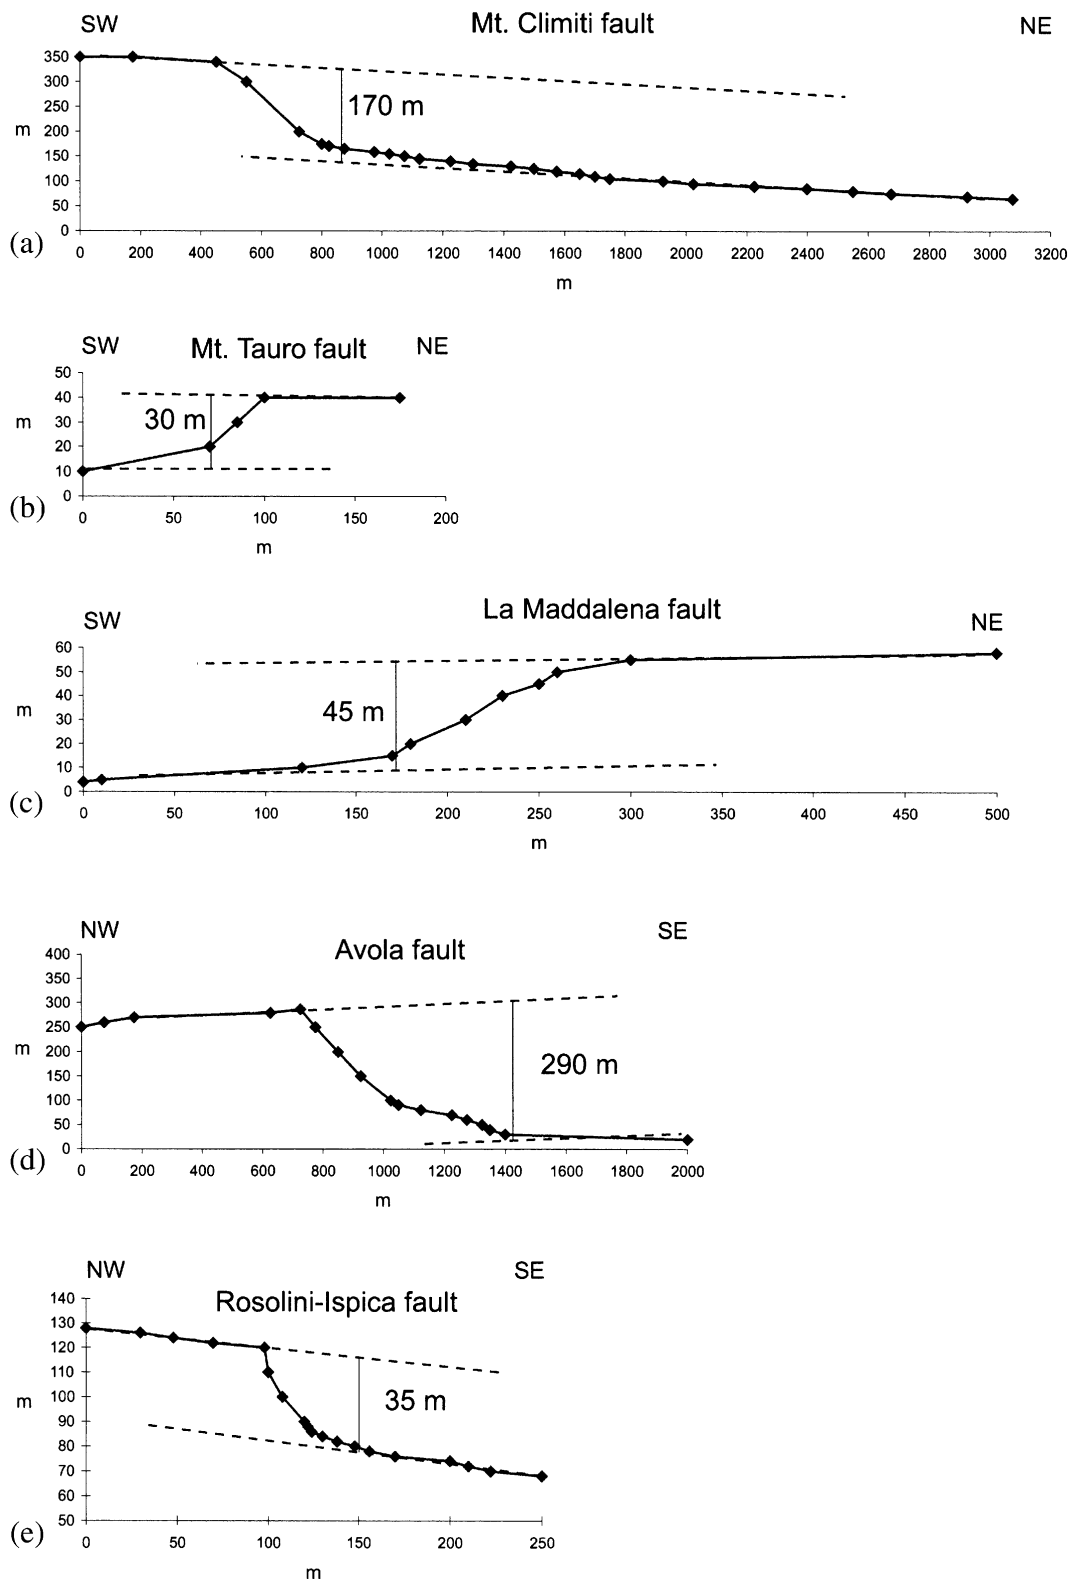 SW Mt. Climiti fault NE
350
300
250
200
150
100
50
0
m
170 m
(a)
0 200 400 600 800 1000 1200 1400 1600 1800 2000 2200 2400 2600 2800 3000 3200
m
SW Mt. Tauro fault NE
50
40
30
20
10
0
m
30 m
(b)
0 50 100 150 200
m
SW La Maddalena fault NE
60
50
40
30
20
10
0
m
45 m
(c)
0 50 100 150 200 250 300 350 400 450 500
m
NW Avola fault SE
400
350
300
250
200
150
100
50
0
m
290 m
(d)
0 200 400 600 800 1000 1200 1400 1600 1800 2000
m
NW SE
Rosolini-Ispica fault
140
130
120
110
100
90
80
70
60
50
m
35 m
(e)
0 50 100 150 200 250
m